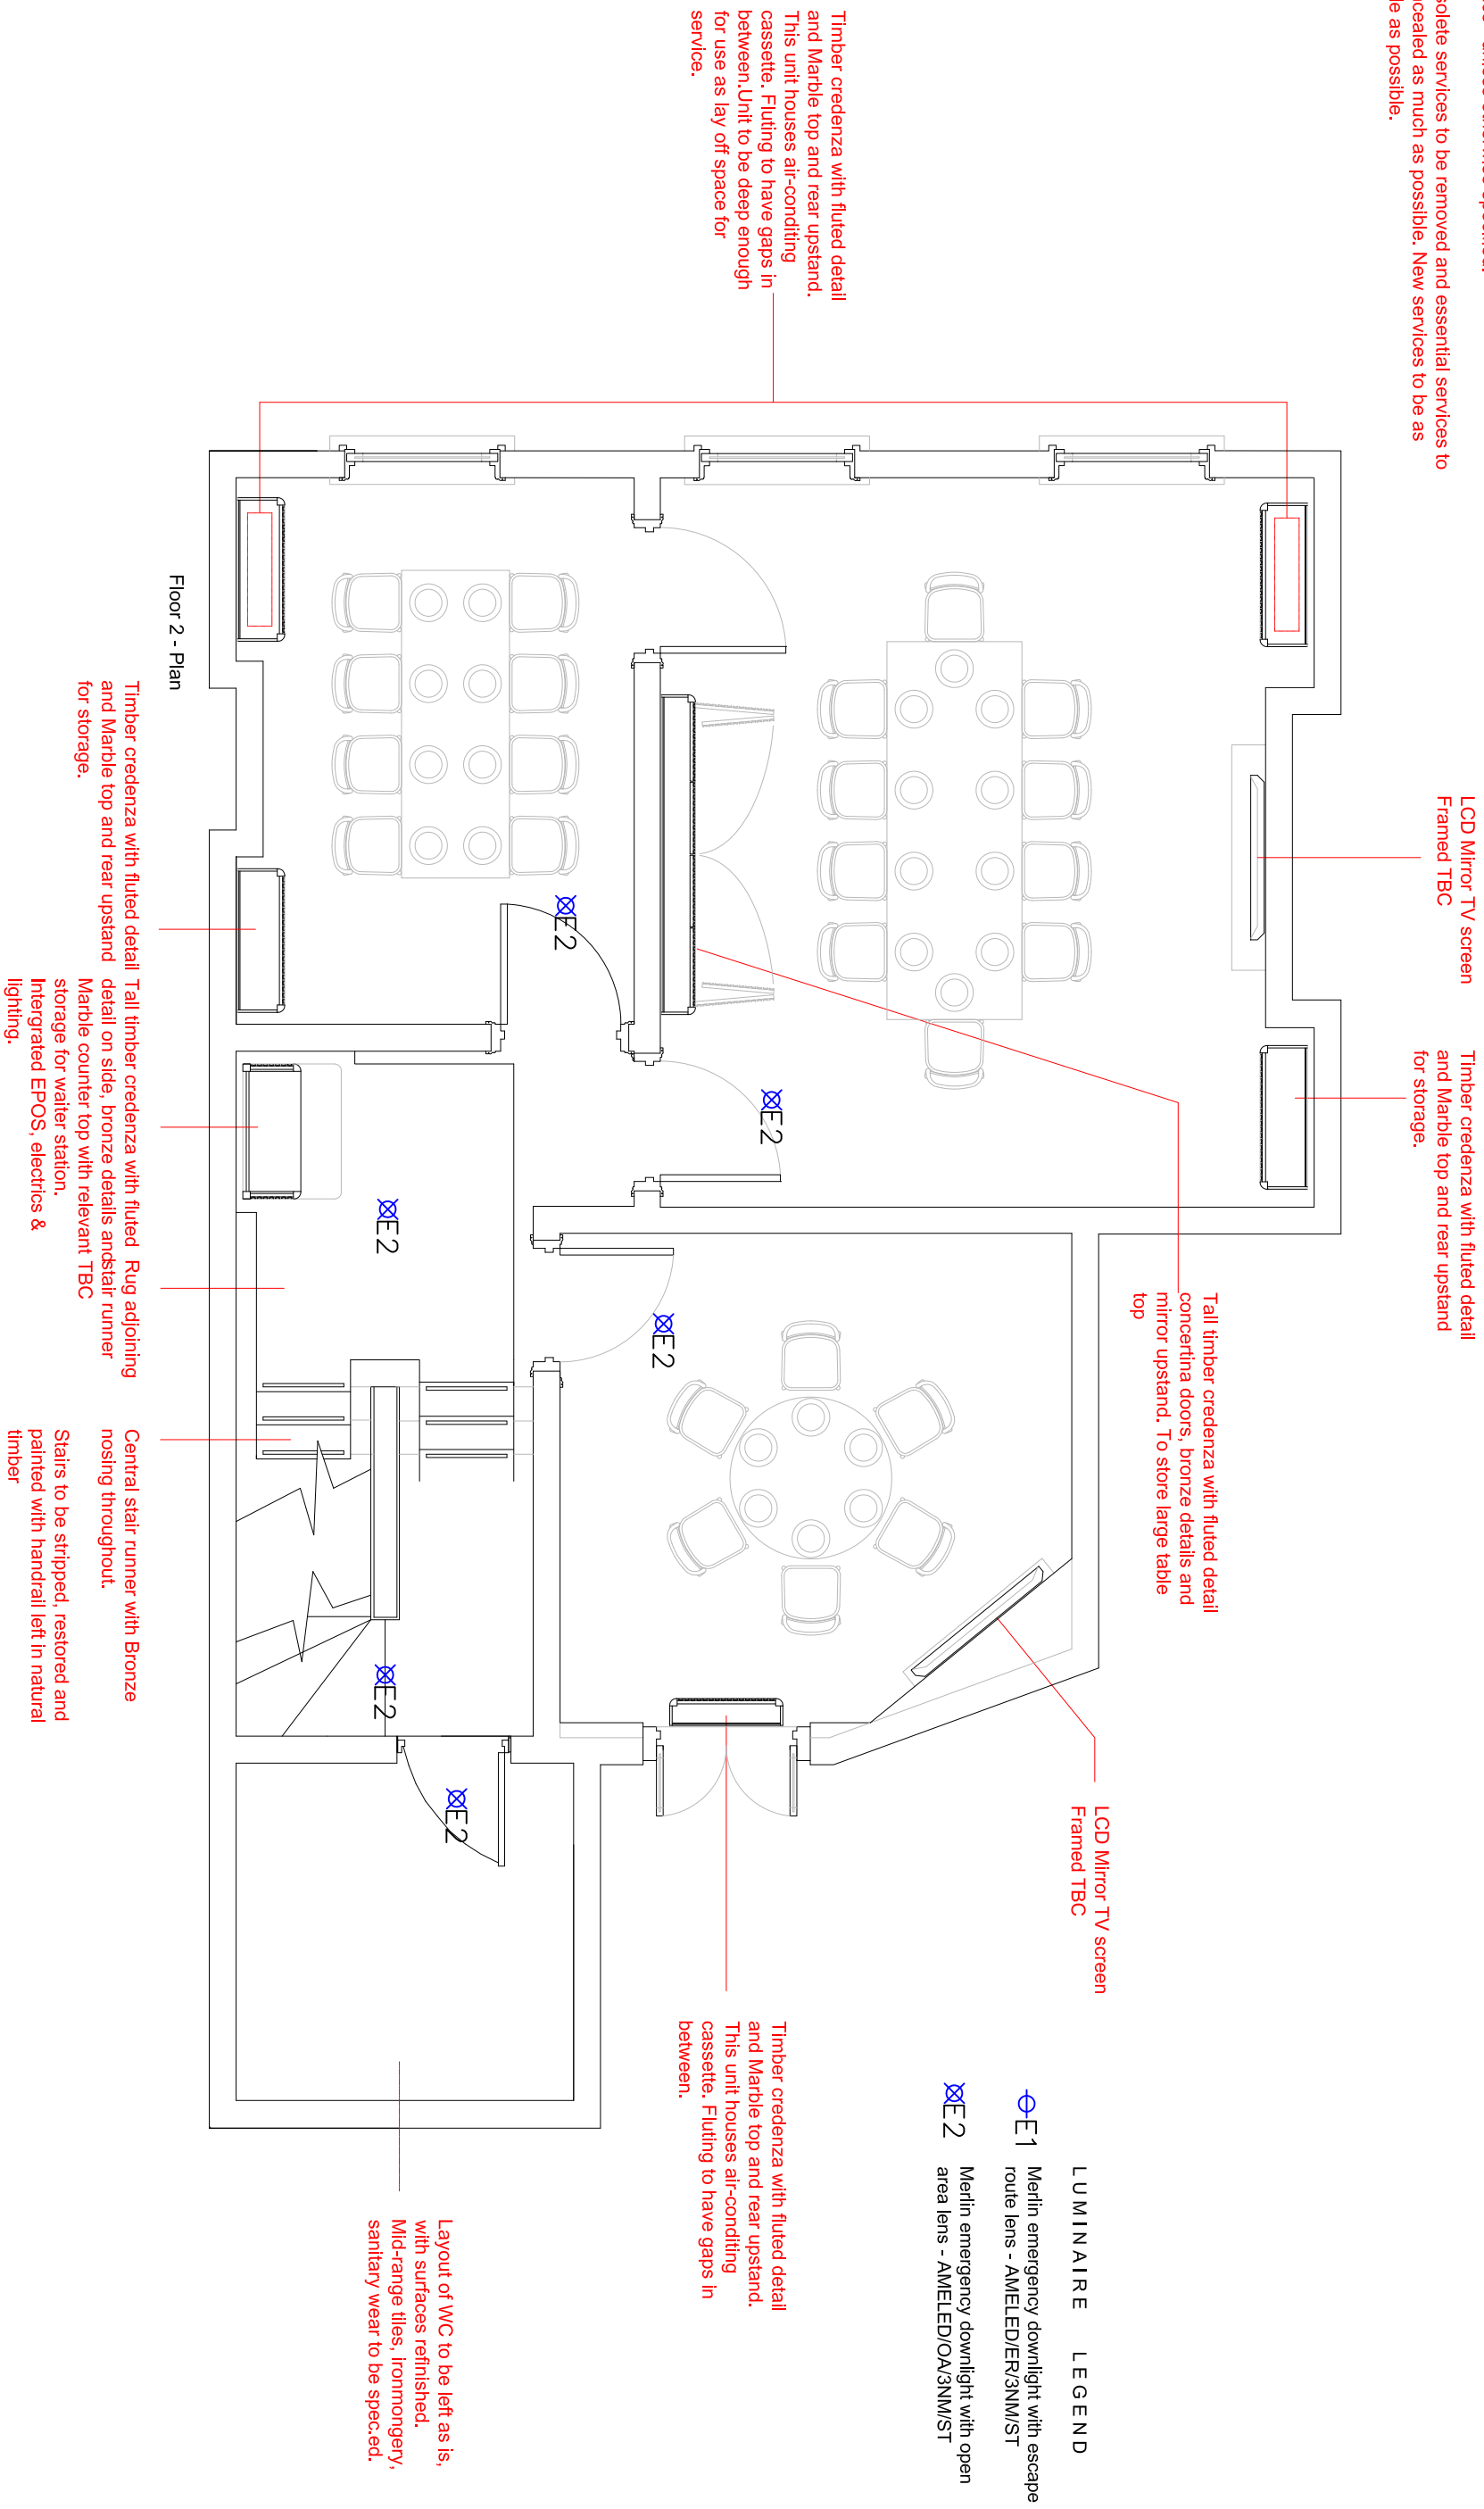 solete services to be removed and essential services to
cealed as much as possible. New services to be as
le as possible.
Timber credenza with fluted detail
and Marble top and rear upstand.
This unit houses air-conditing
cassette. Fluting to have gaps in
between.Unit to be deep enough
for use as lay off space for
service.
LCD Mirror TV screen
Framed TBC
Timber credenza with fluted detail
and Marble top and rear upstand
for storage.
Tall timber credenza with fluted detail
concertina doors, bronze details and
mirror upstand. To store large table
top
LCD Mirror TV screen
Framed TBC
LUMINAIRE LEGEND
E1
Merlin emergency downlight with escape
route lens - AMELED/ER/3NM/ST
E2
Merlin emergency downlight with open
area lens - AMELED/OA/3NM/ST
Timber credenza with fluted detail
and Marble top and rear upstand.
This unit houses air-conditing
cassette. Fluting to have gaps in
between.
E2
E2
E2
E2
E2
E2
Layout of WC to be left as is,
with surfaces refinished.
Mid-range tiles, ironmongery,
sanitary wear to be spec.ed.
Floor 2 - Plan
Timber credenza with fluted detail
and Marble top and rear upstand
for storage.
Tall timber credenza with fluted
detail on side, bronze details and
Marble counter top with relevant
storage for waiter station.
Intergrated EPOS, electrics &
lighting.
Rug adjoining
stair runner
TBC
Central stair runner with Bronze
nosing throughout.
Stairs to be stripped, restored and
painted with handrail left in natural
timber